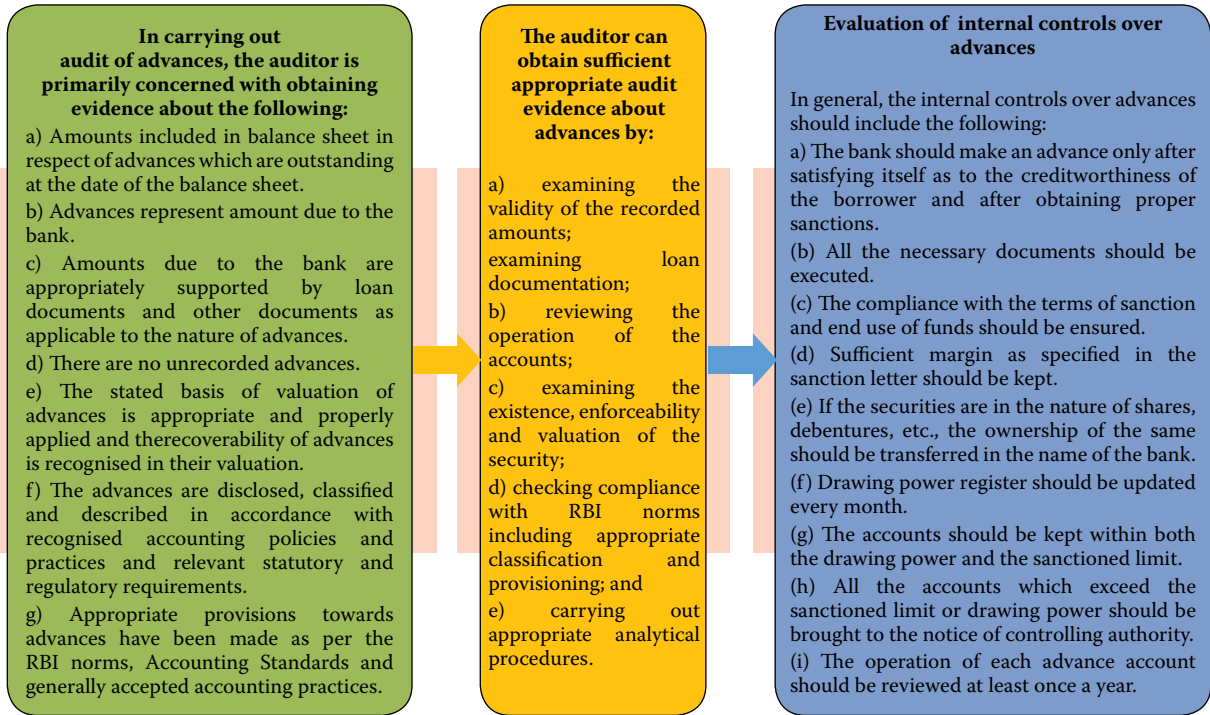 In carrying out
audit of advances, the auditor is
primarily concerned with obtaining
evidence about the following:
a) Amounts included in balance sheet in
respect of advances which are outstanding
at the date of the balance sheet.
b) Advances represent amount due to the
bank.
c) Amounts due to the bank are
appropriately supported by loan
documents and other documents as
applicable to the nature of advances.
d) There are no unrecorded advances.
e) The stated basis of valuation of
advances is appropriate and properly
applied and therecoverability of advances
is recognised in their valuation.
f) The advances are disclosed, classified
and described in accordance with
recognised accounting policies and
practices and relevant statutory and
regulatory requirements.
g) Appropriate provisions towards
advances have been made as per the
RBI norms, Accounting Standards and
generally accepted accounting practices.
The auditor can
obtain sufficient
appropriate audit
evidence about
advances by:
a) examining the
validity of the recorded
amounts;
examining loan
documentation;
b) reviewing the
operation of the
accounts;
c) examining the
existence, enforceability
and valuation of the
security;
d) checking compliance
with RBI norms
including appropriate
classification and
provisioning; and
e) carrying out
appropriate analytical
procedures.
Evaluation of internal controls over
advances
In general, the internal controls over advances
should include the following:
a) The bank should make an advance only after
satisfying itself as to the creditworthiness of
the borrower and after obtaining proper
sanctions.
(b) All the necessary documents should be
executed.
(c) The compliance with the terms of sanction
and end use of funds should be ensured.
(d) Sufficient margin as specified in the
sanction letter should be kept.
(e) If the securities are in the nature of shares,
debentures, etc., the ownership of the same
should be transferred in the name of the bank.
(f) Drawing power register should be updated
every month.
(g) The accounts should be kept within both
the drawing power and the sanctioned limit.
(h) All the accounts which exceed the
sanctioned limit or drawing power should be
brought to the notice of controlling authority.
(i) The operation of each advance account
should be reviewed at least once a year.